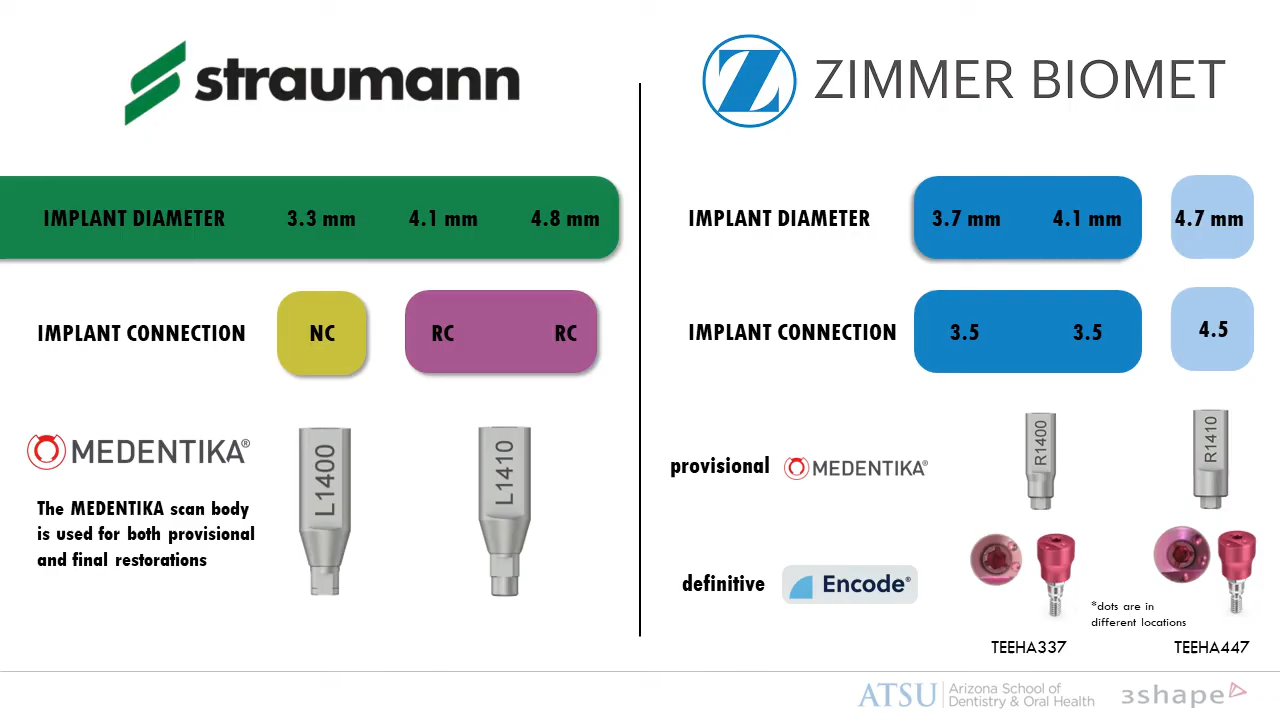 straumann
IMPLANT DIAMETER 3.3 mm 4.1 mm 4.8 mm
IMPLANT CONNECTION NC RC RC
MEDENTIKA®
The MEDENTIKA scan body
is used for both provisional
and final restorations
L1400
L1410
ZIMMER BIOMET
IMPLANT DIAMETER 3.7 mm 4.1 mm 4.7 mm
IMPLANT CONNECTION 3.5 3.5 4.5
provisional MEDENTIKA®
R1400
R1410
definitive Encode®
*dots are in
different locations
TEEHA337 TEEHA447
ATSU Arizona School of
Dentistry & Oral Health
3shape